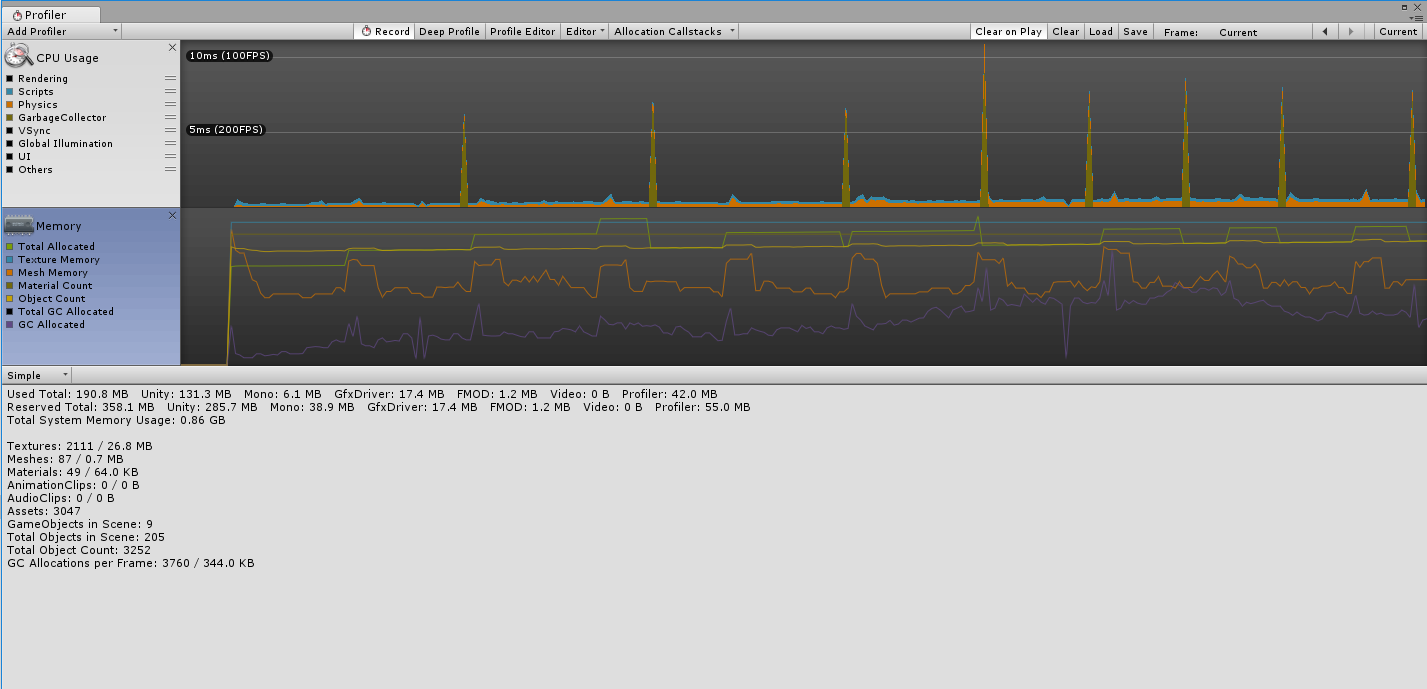 Profiler
Add Profiler Record Deep Profile Profile Editor Editor Allocation Callstacks Clear on Play Clear Load Save Frame: Current Current
CPU Usage
Rendering
Scripts
Physics
GarbageCollector
VSync
Global Illumination
UI
Others
10ms (100FPS)
5ms (200FPS)
Memory
Total Allocated
Texture Memory
Mesh Memory
Material Count
Object Count
Total GC Allocated
GC Allocated
Simple
Used Total: 190.8 MB Unity: 131.3 MB Mono: 6.1 MB GfxDriver: 17.4 MB FMOD: 1.2 MB Video: 0 B Profiler: 42.0 MB
Reserved Total: 358.1 MB Unity: 285.7 MB Mono: 38.9 MB GfxDriver: 17.4 MB FMOD: 1.2 MB Video: 0 B Profiler: 55.0 MB
Total System Memory Usage: 0.86 GB
Textures: 2111 / 26.8 MB
Meshes: 87 / 0.7 MB
Materials: 49 / 64.0 KB
AnimationClips: 0 / 0 B
AudioClips: 0 / 0 B
Assets: 3047
GameObjects in Scene: 9
Total Objects in Scene: 205
Total Object Count: 3252
GC Allocations per Frame: 3760 / 344.0 KB